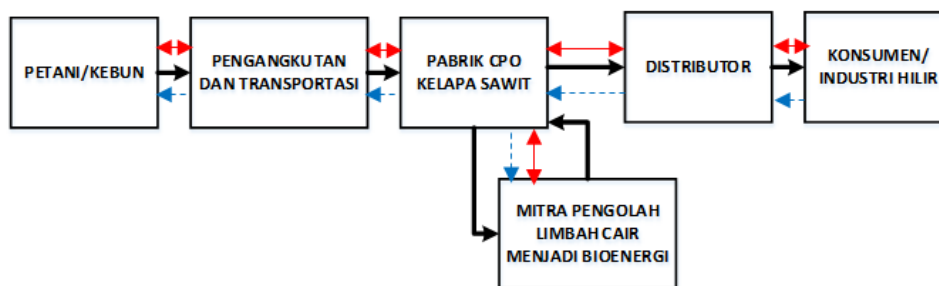 PETANI/KEBUN
PENGANGKUTAN
DAN TRANSPORTASI
PABRIK CPO
KELAPA SAWIT
DISTRIBUTOR
KONSUMEN/
INDUSTRI HILIR
MITRA PENGOLAH
LIMBAH CAIR
MENJADI BIOENERGI